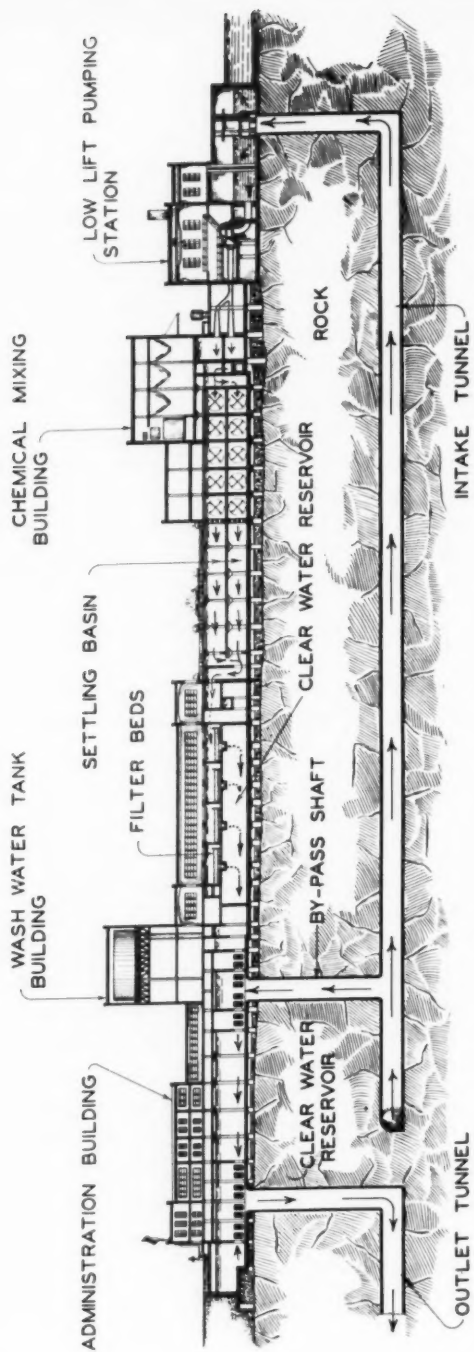 ADMINISTRATION BUILDING
WASH WATER TANK
BUILDING
FILTER BEDS
SETTLING BASIN
CHEMICAL MIXING
BUILDING
LOW LIFT PUMPING
STATION
CLEAR WATER
RESERVOIR
BY-PASS SHAFT
CLEAR WATER RESERVOIR
ROCK
OUTLET TUNNEL
INTAKE TUNNEL